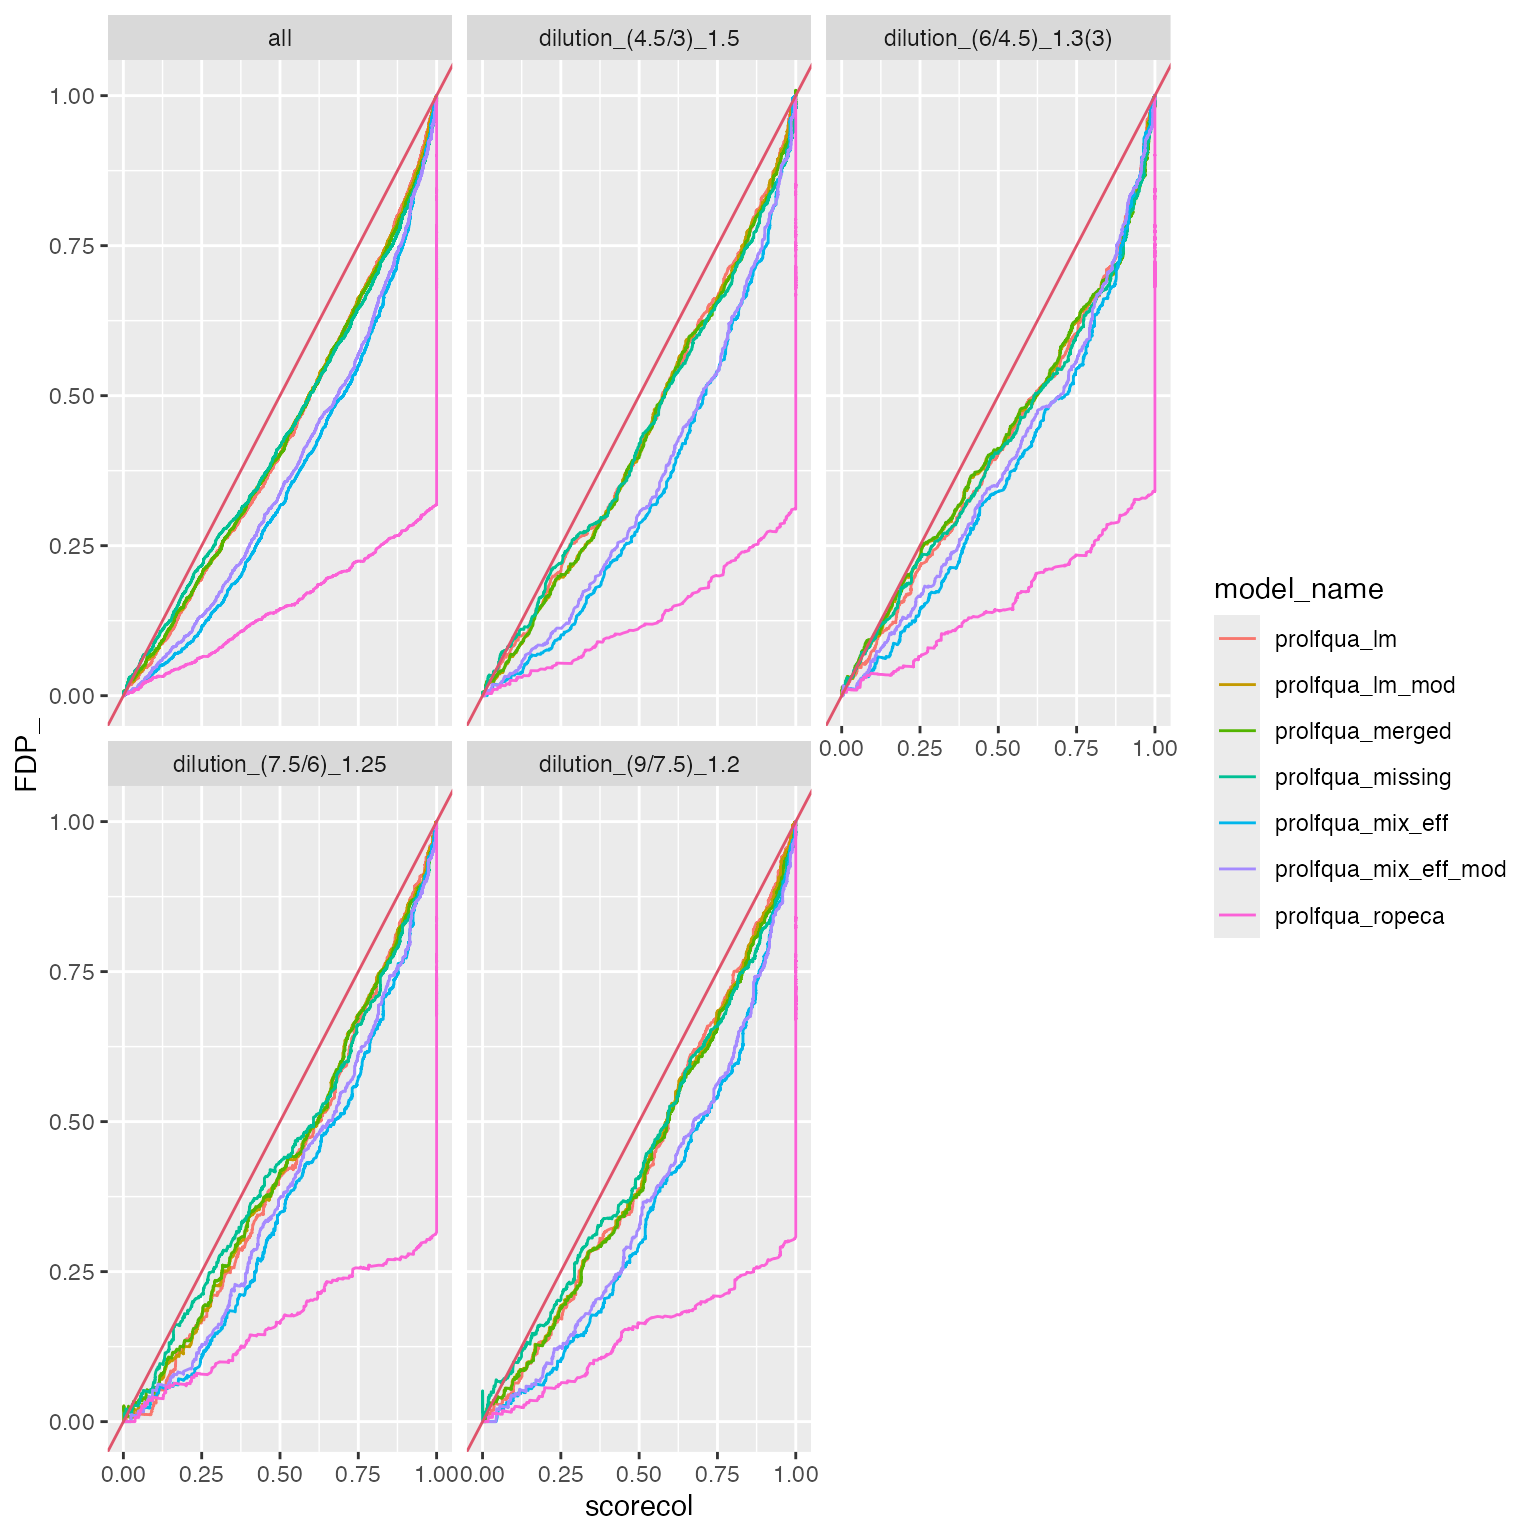 all
dilution_(4.5/3)_1.5
dilution_(6/4.5)_1.3(3)
1.00
0.75
0.50
0.25
0.00
0.00 0.25 0.50 0.75 1.00
dilution_(7.5/6)_1.25
dilution_(9/7.5)_1.2
1.00
0.75
0.50
0.25
0.00
0.00 0.25 0.50 0.75 1.00
0.00 0.25 0.50 0.75 1.00
scorecol
FDP_
model_name
prolfqua_lm
prolfqua_lm_mod
prolfqua_merged
prolfqua_missing
prolfqua_mix_eff
prolfqua_mix_eff_mod
prolfqua_ropeca